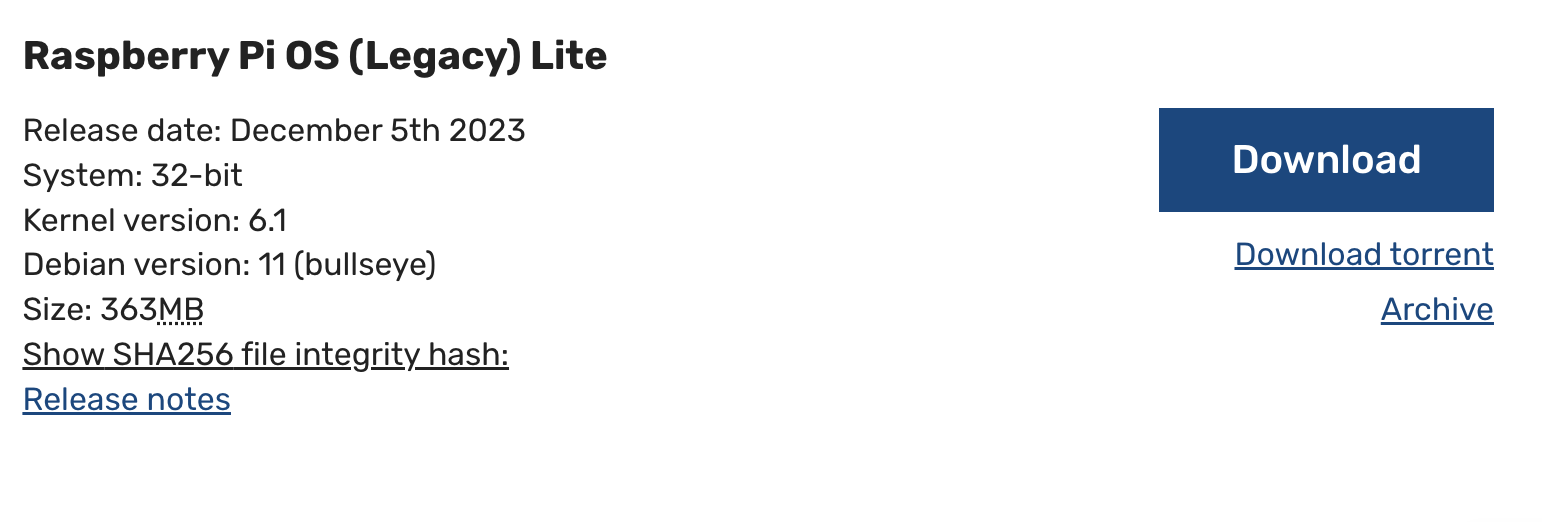 Raspberry Pi OS (Legacy) Lite
Release date: December 5th 2023
System: 32-bit
Kernel version: 6.1
Debian version: 11 (bullseye)
Size: 363MB
Show SHA256 file integrity hash:
Release notes
Download
Download torrent
Archive